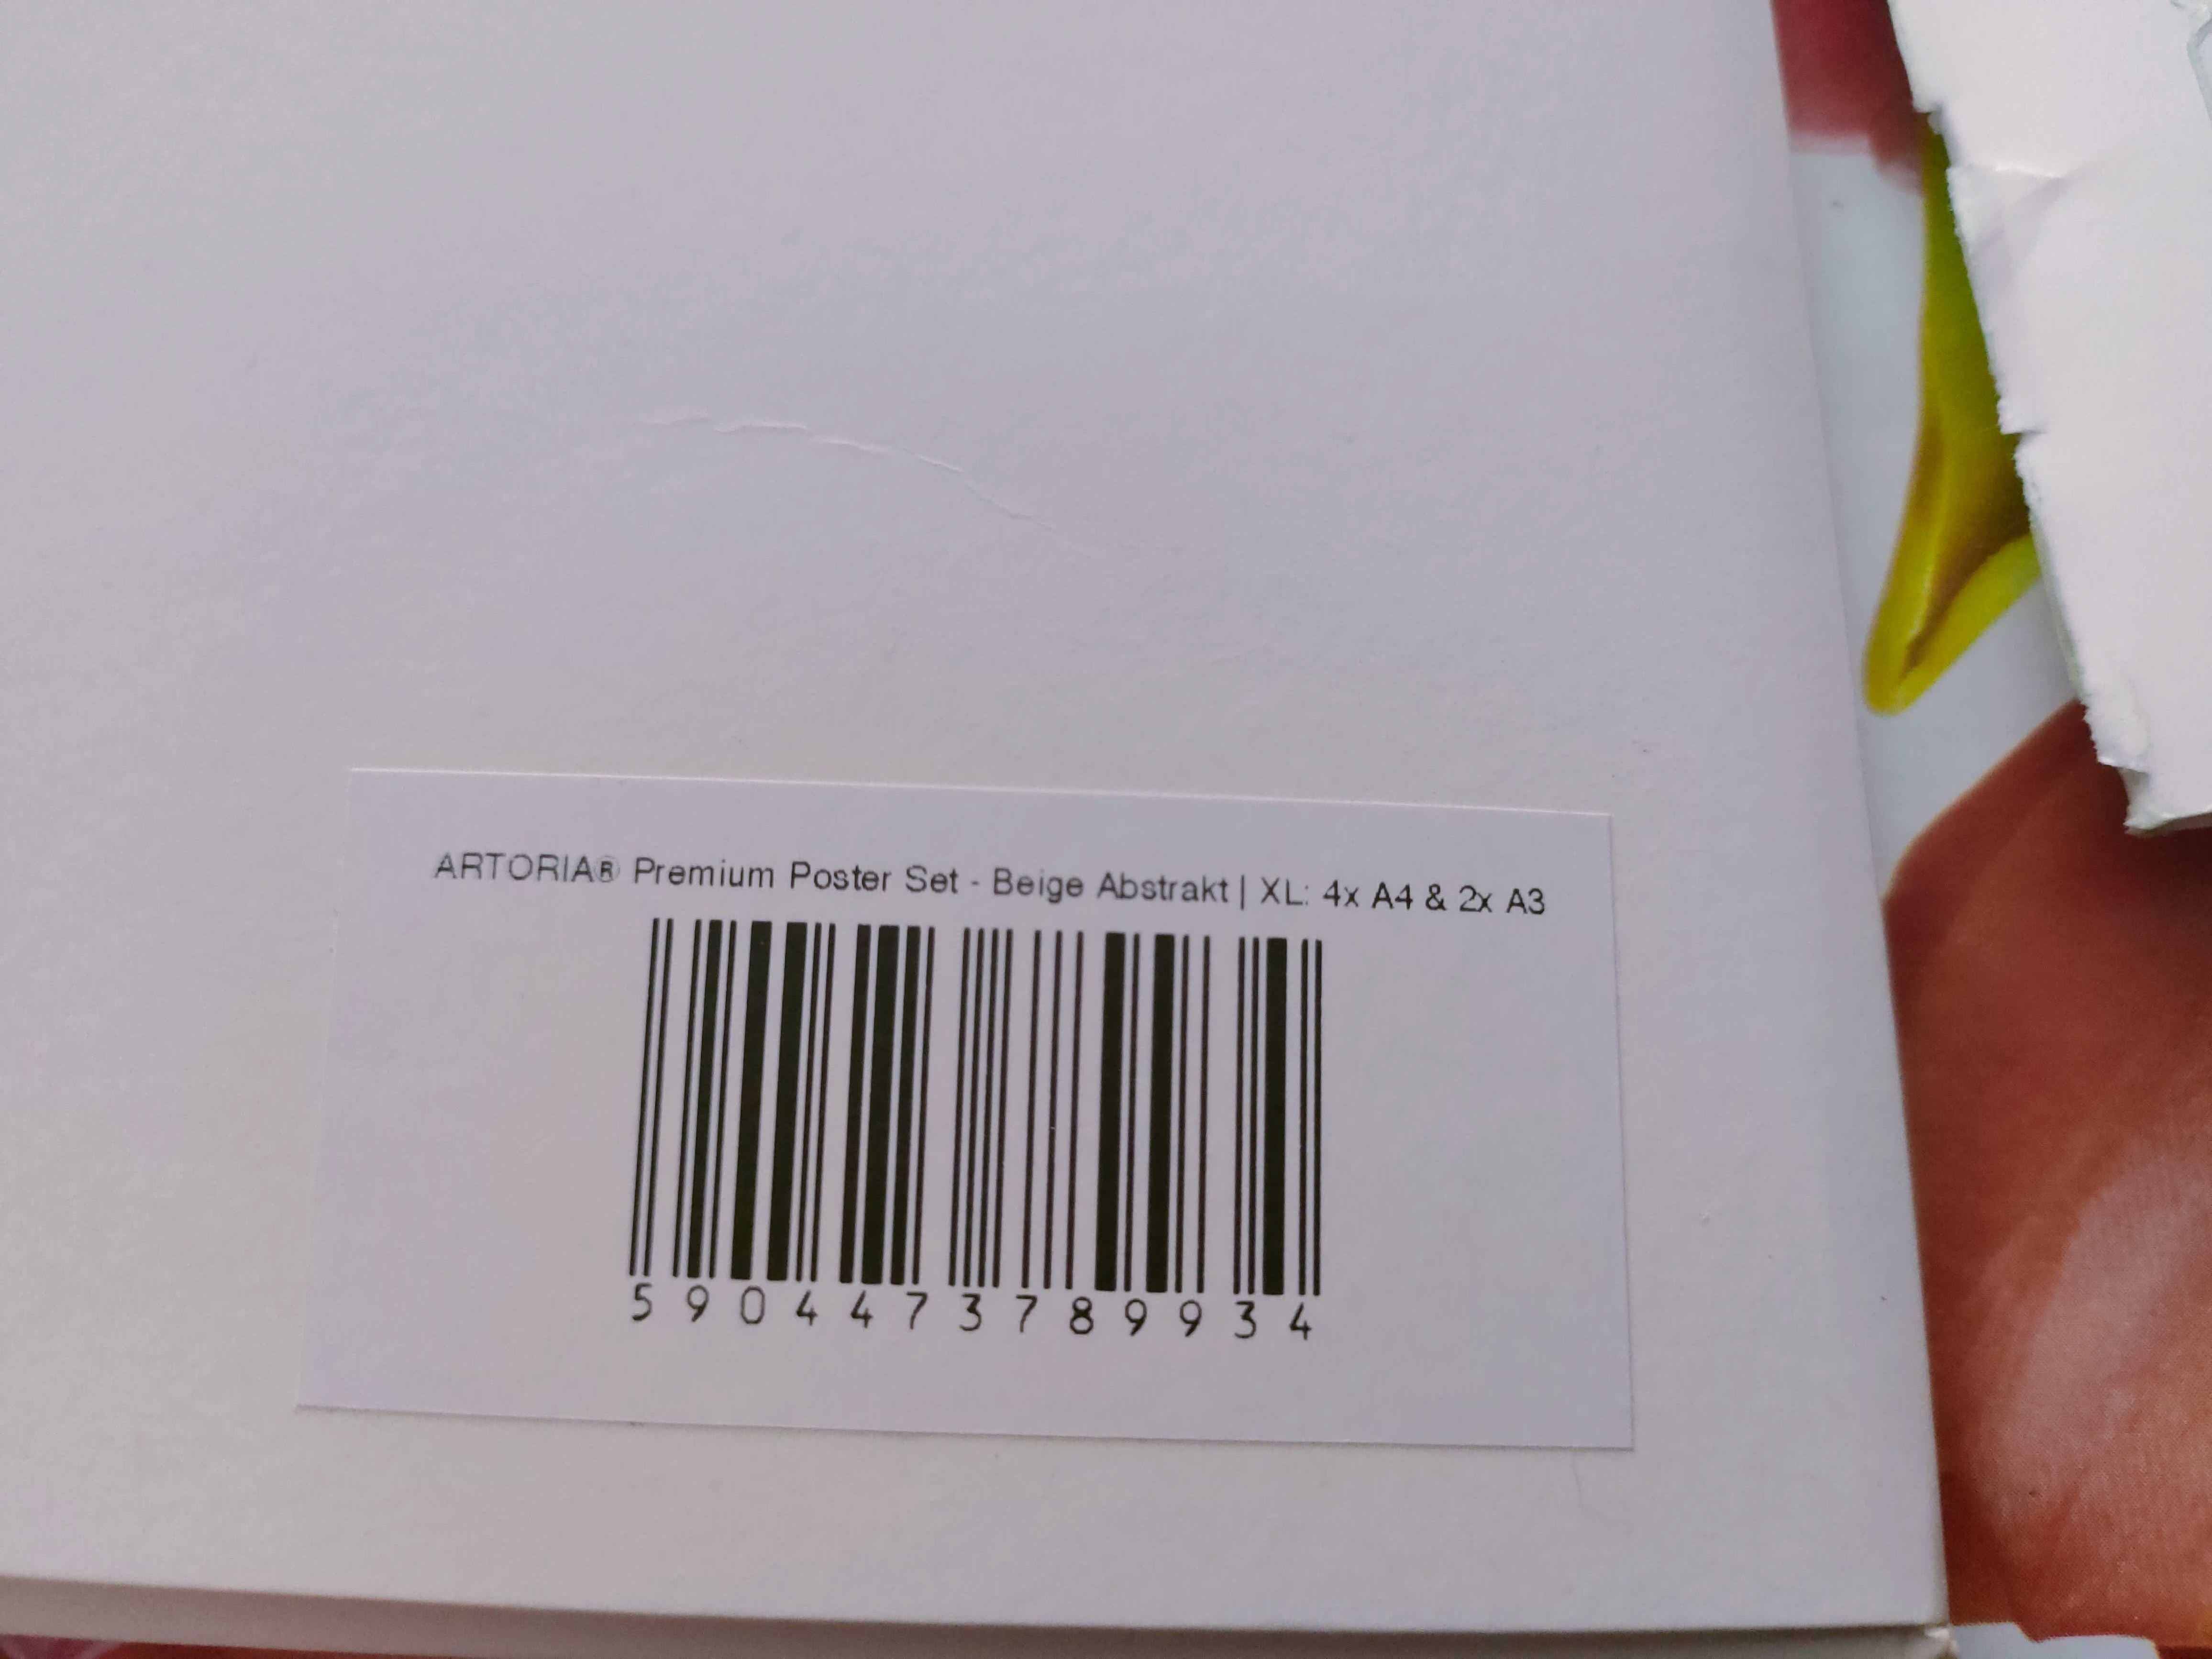 ARTORIA® Premium Poster Set - Beige Abstrakt | XL: 4x A4 & 2x A3
5904473789934